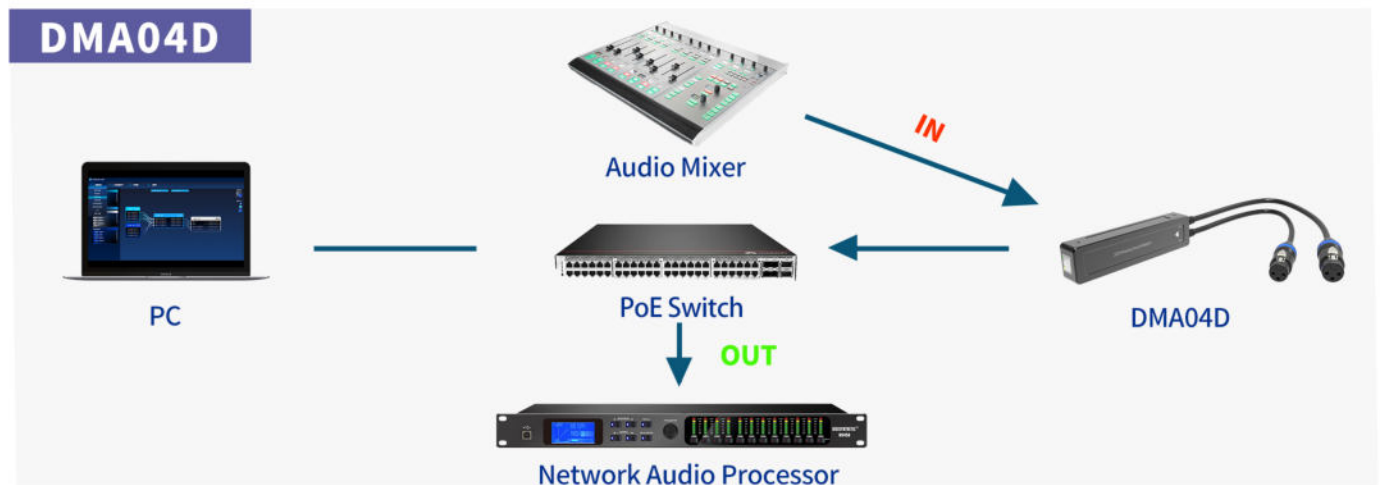 DMA04D
IN
Audio Mixer
PC
PoE Switch
DMA04D
OUT
Network Audio Processor